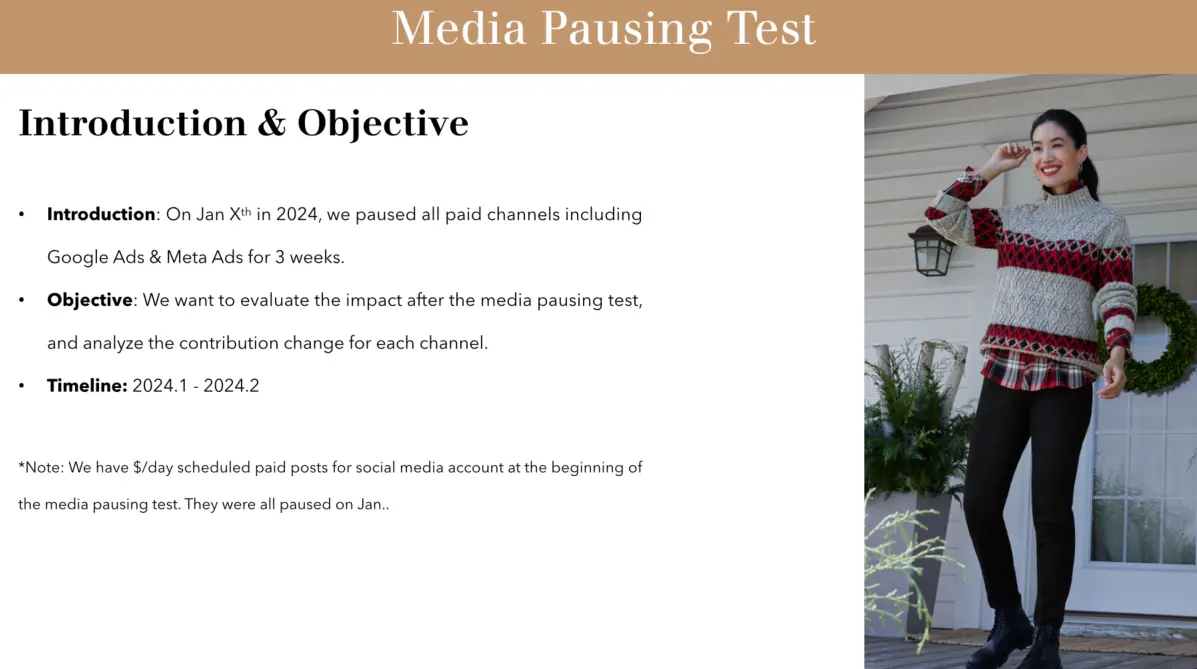 Media Pausing Test
Introduction & Objective
• Introduction: On Jan Xth in 2024, we paused all paid channels including
Google Ads & Meta Ads for 3 weeks.
• Objective: We want to evaluate the impact after the media pausing test,
and analyze the contribution change for each channel.
• Timeline: 2024.1 - 2024.2
*Note: We have $/day scheduled paid posts for social media account at the beginning of
the media pausing test. They were all paused on Jan..